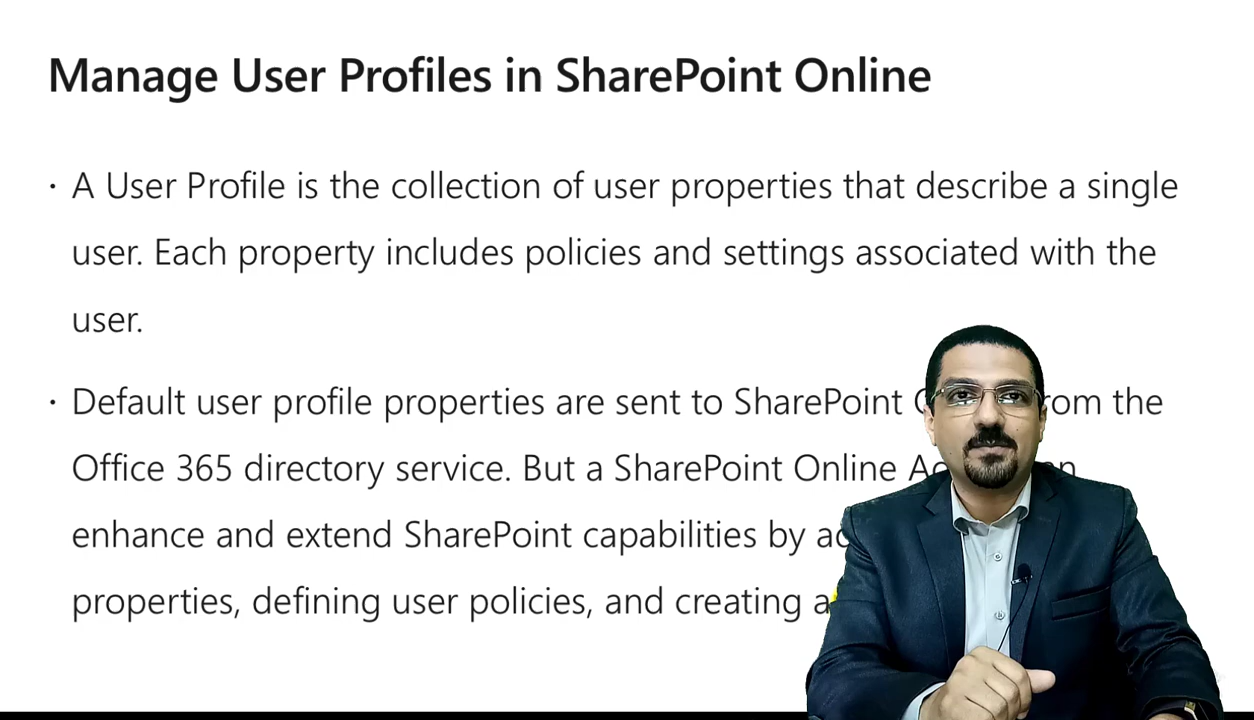 Manage User Profiles in SharePoint Online
· A User Profile is the collection of user properties that describe a single
user. Each property includes policies and settings associated with the
user.
· Default user profile properties are sent to SharePoint from the
Office 365 directory service. But a SharePoint Online
enhance and extend SharePoint capabilities by
properties, defining user policies, and creating